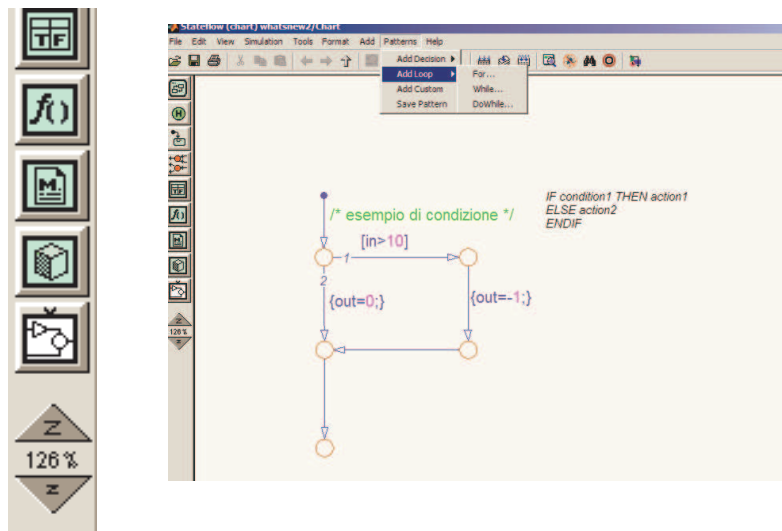 TF
f()
M.
Z
126 %
z
Stateflow (chart) whatsnew2/Chart
File Edit View Simulation Tools Format Add Patterns Help
Add Decision
Add Loop
Add Custom
Save Pattern
For...
While...
DoWhile...
H
TF
f()
M
Z
126 %
z
/* esempio di condizione */
[in>10]
1
2
{out=0;}
{out=-1;}
IF condition1 THEN action1
ELSE action2
ENDIF